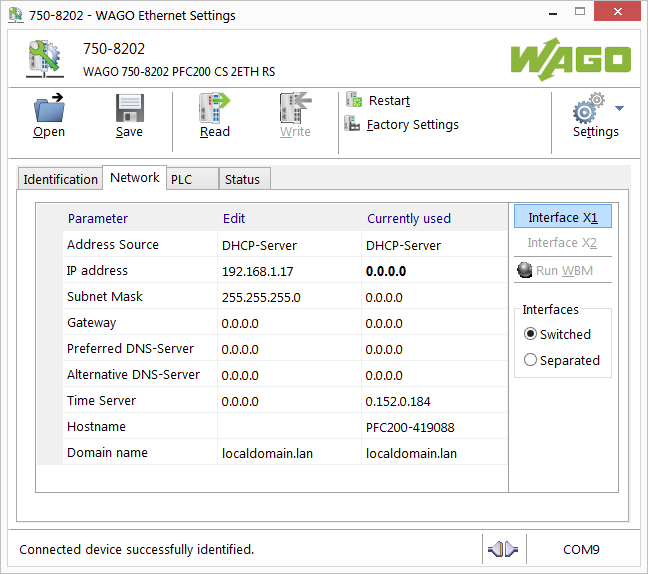 750-8202 - WAGO Ethernet Settings
750-8202
WAGO 750-8202 PFC200 CS 2ETH RS
WAGO
Open Save Read Write Restart Factory Settings Settings
Identification Network PLC Status
Parameter Edit Currently used
Address Source DHCP-Server DHCP-Server
IP address 192.168.1.17 0.0.0.0
Subnet Mask 255.255.255.0 0.0.0.0
Gateway 0.0.0.0 0.0.0.0
Preferred DNS-Server 0.0.0.0 0.0.0.0
Alternative DNS-Server 0.0.0.0 0.0.0.0
Time Server 0.0.0.0 0.152.0.184
Hostname PFC200-419088
Domain name localdomain.lan localdomain.lan
Interface X1
Interface X2
Run WBM
Interfaces
Switched
Separated
Connected device successfully identified. COM9